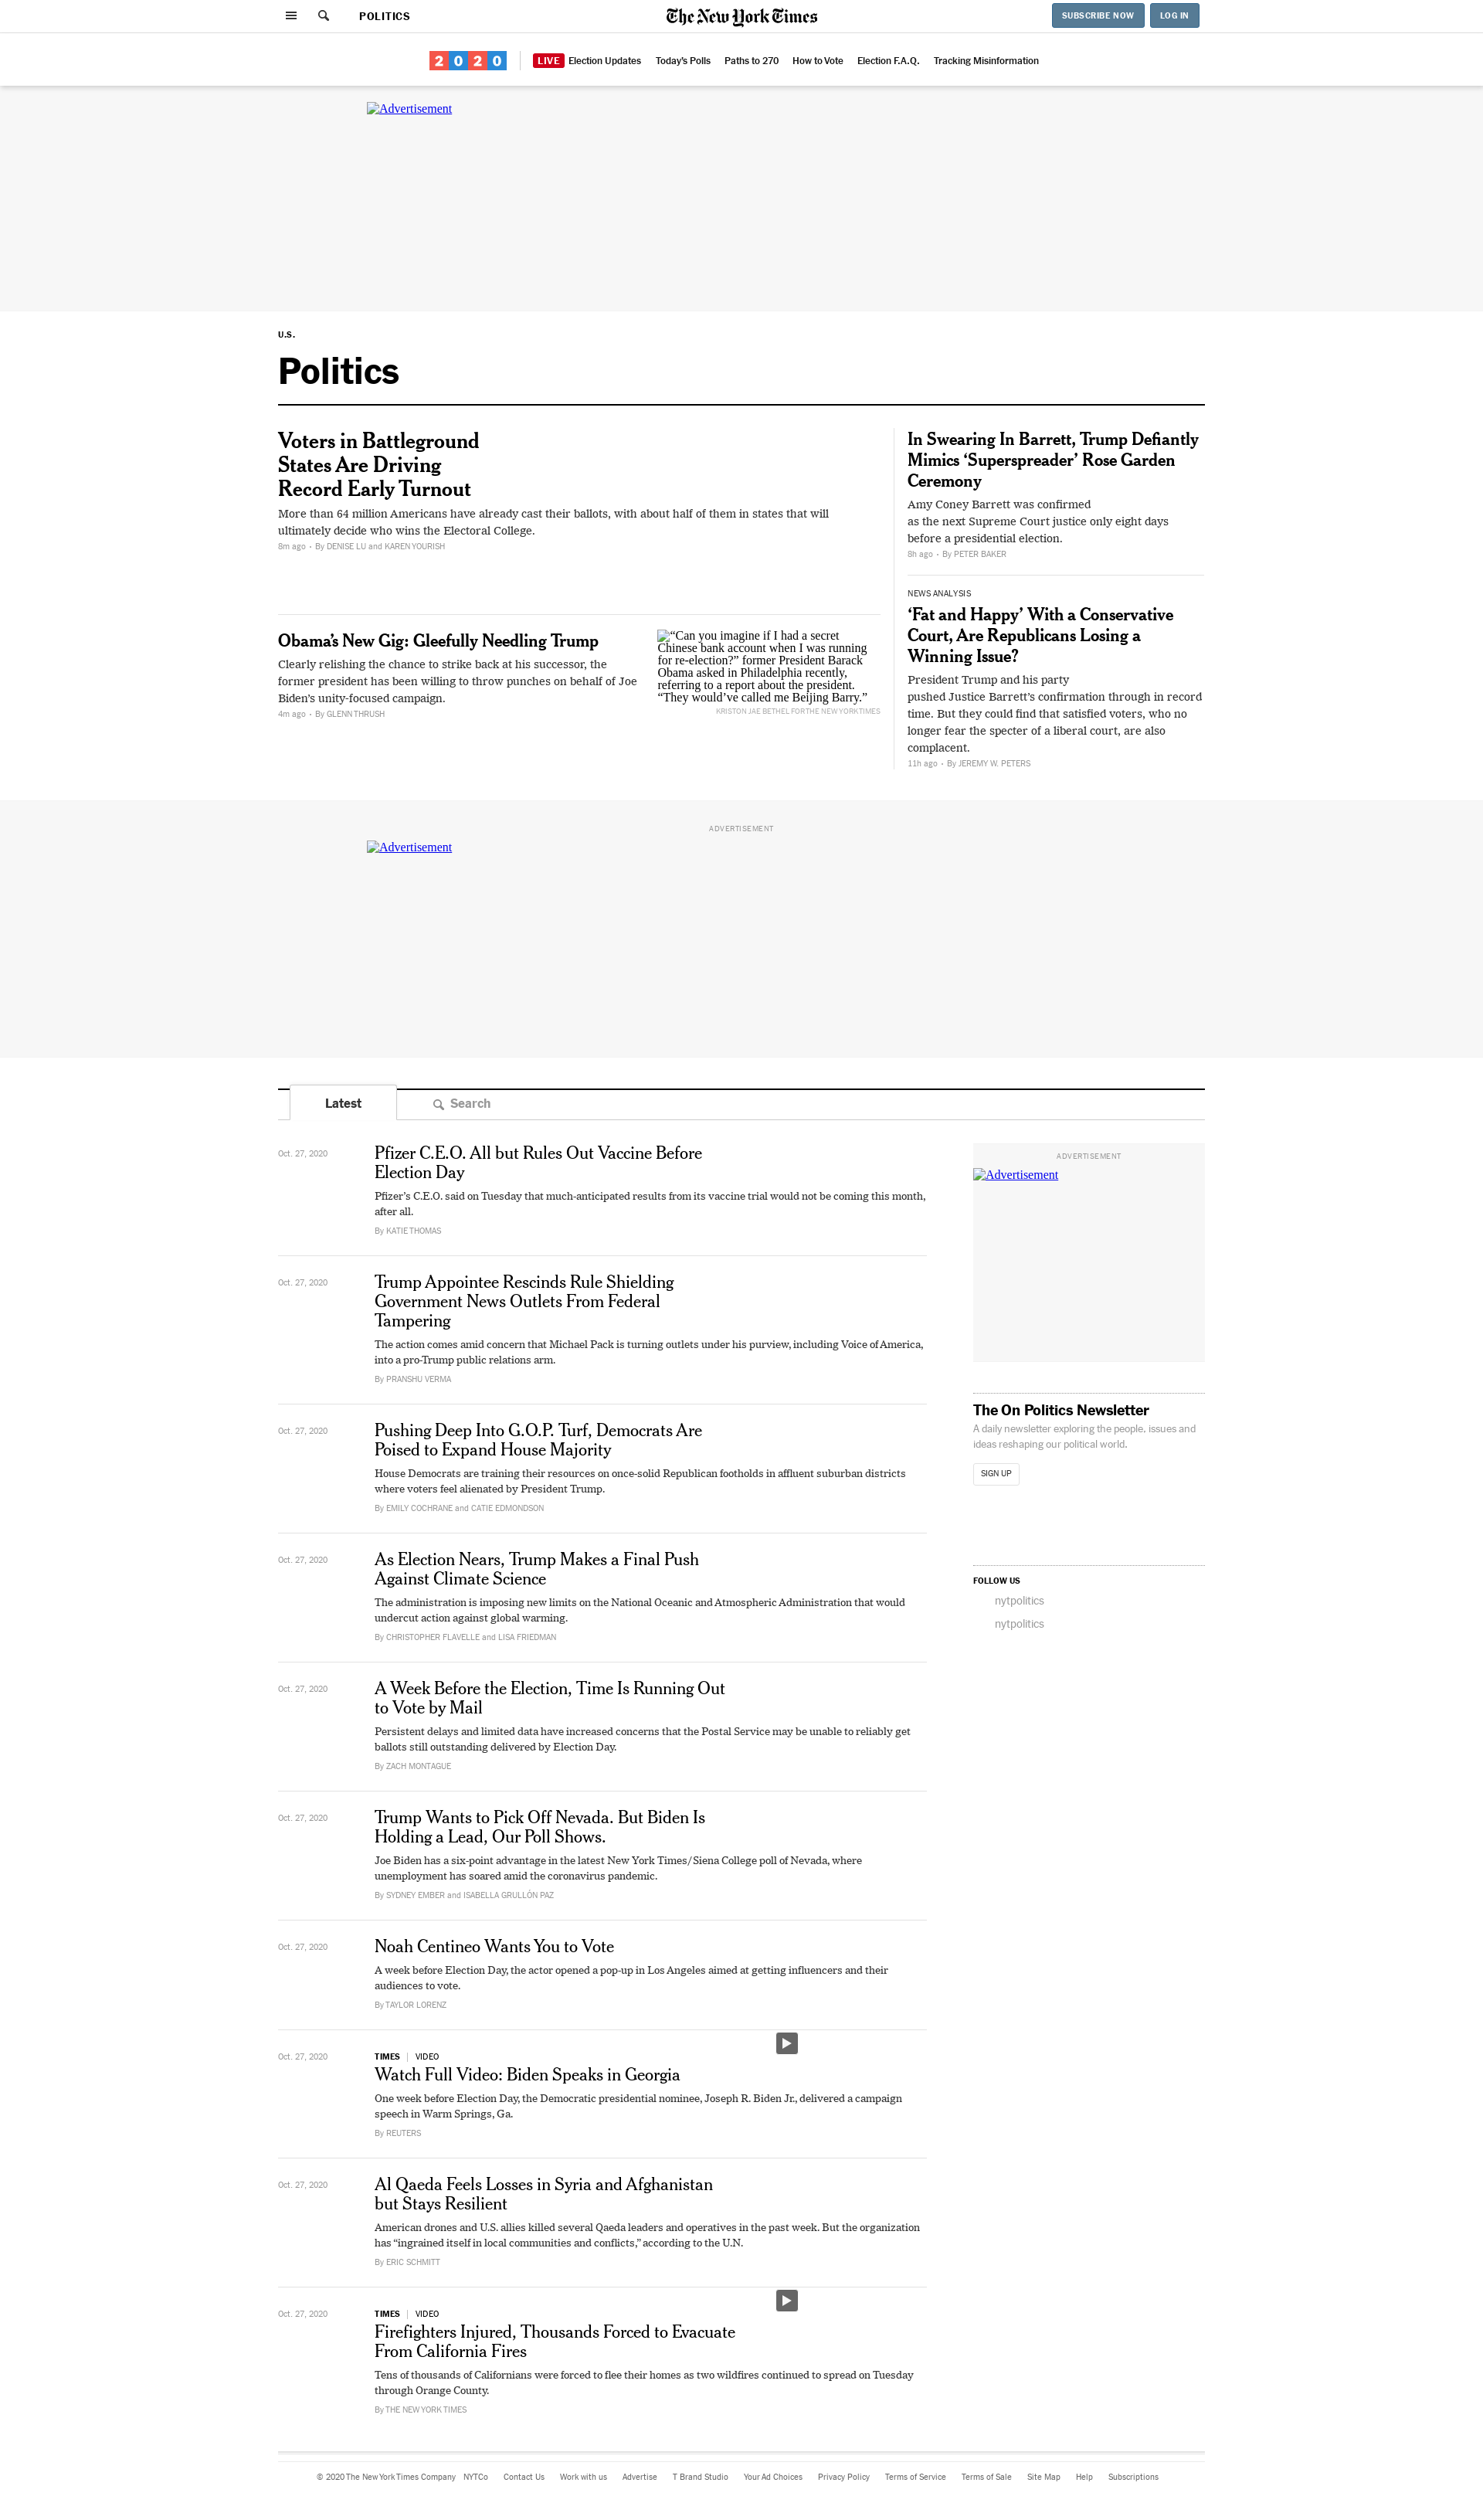 POLITICS
The New York Times
SUBSCRIBE NOW
LOG IN
2020
LIVE Election Updates
Today's Polls
Paths to 270
How to Vote
Election F.A.Q.
Tracking Misinformation
Advertisement
U.S.
Politics
Voters in Battleground
States Are Driving
Record Early Turnout
More than 64 million Americans have already cast their ballots, with about half of them in states that will
ultimately decide who wins the Electoral College.
8m ago • By DENISE LU and KAREN YOURISH
Obama’s New Gig: Gleefully Needling Trump
Clearly relishing the chance to strike back at his successor, the
former president has been willing to throw punches on behalf of Joe
Biden’s unity-focused campaign.
4m ago • By GLENN THRUSH
“Can you imagine if I had a secret
Chinese bank account when I was running
for re-election?” former President Barack
Obama asked in Philadelphia recently,
referring to a report about the president.
“They would’ve called me Beijing Barry.”
KRISTON JAE BETHEL FOR THE NEW YORK TIMES
In Swearing In Barrett, Trump Defiantly
Mimics ‘Superspreader’ Rose Garden
Ceremony
Amy Coney Barrett was confirmed
as the next Supreme Court justice only eight days
before a presidential election.
8h ago • By PETER BAKER
NEWS ANALYSIS
‘Fat and Happy’ With a Conservative
Court, Are Republicans Losing a
Winning Issue?
President Trump and his party
pushed Justice Barrett’s confirmation through in record
time. But they could find that satisfied voters, who no
longer fear the specter of a liberal court, are also
complacent.
11h ago • By JEREMY W. PETERS
ADVERTISEMENT
Advertisement
Latest
Search
Oct. 27, 2020
Pfizer C.E.O. All but Rules Out Vaccine Before
Election Day
Pfizer’s C.E.O. said on Tuesday that much-anticipated results from its vaccine trial would not be coming this month,
after all.
By KATIE THOMAS
Oct. 27, 2020
Trump Appointee Rescinds Rule Shielding
Government News Outlets From Federal
Tampering
The action comes amid concern that Michael Pack is turning outlets under his purview, including Voice of America,
into a pro-Trump public relations arm.
By PRANSHU VERMA
Oct. 27, 2020
Pushing Deep Into G.O.P. Turf, Democrats Are
Poised to Expand House Majority
House Democrats are training their resources on once-solid Republican footholds in affluent suburban districts
where voters feel alienated by President Trump.
By EMILY COCHRANE and CATIE EDMONDSON
Oct. 27, 2020
As Election Nears, Trump Makes a Final Push
Against Climate Science
The administration is imposing new limits on the National Oceanic and Atmospheric Administration that would
undercut action against global warming.
By CHRISTOPHER FLAVELLE and LISA FRIEDMAN
Oct. 27, 2020
A Week Before the Election, Time Is Running Out
to Vote by Mail
Persistent delays and limited data have increased concerns that the Postal Service may be unable to reliably get
ballots still outstanding delivered by Election Day.
By ZACH MONTAGUE
Oct. 27, 2020
Trump Wants to Pick Off Nevada. But Biden Is
Holding a Lead, Our Poll Shows.
Joe Biden has a six-point advantage in the latest New York Times/Siena College poll of Nevada, where
unemployment has soared amid the coronavirus pandemic.
By SYDNEY EMBER and ISABELLA GRULLÓN PAZ
Oct. 27, 2020
Noah Centineo Wants You to Vote
A week before Election Day, the actor opened a pop-up in Los Angeles aimed at getting influencers and their
audiences to vote.
By TAYLOR LORENZ
Oct. 27, 2020
TIMES | VIDEO
Watch Full Video: Biden Speaks in Georgia
One week before Election Day, the Democratic presidential nominee, Joseph R. Biden Jr., delivered a campaign
speech in Warm Springs, Ga.
By REUTERS
Oct. 27, 2020
Al Qaeda Feels Losses in Syria and Afghanistan
but Stays Resilient
American drones and U.S. allies killed several Qaeda leaders and operatives in the past week. But the organization
has “ingrained itself in local communities and conflicts,” according to the U.N.
By ERIC SCHMITT
Oct. 27, 2020
TIMES | VIDEO
Firefighters Injured, Thousands Forced to Evacuate
From California Fires
Tens of thousands of Californians were forced to flee their homes as two wildfires continued to spread on Tuesday
through Orange County.
By THE NEW YORK TIMES
ADVERTISEMENT
Advertisement
The On Politics Newsletter
A daily newsletter exploring the people, issues and
ideas reshaping our political world.
SIGN UP
FOLLOW US
nytpolitics
nytpolitics
© 2020 The New York Times Company NYTCo Contact Us Work with us Advertise T Brand Studio Your Ad Choices Privacy Policy Terms of Service Terms of Sale Site Map Help Subscriptions